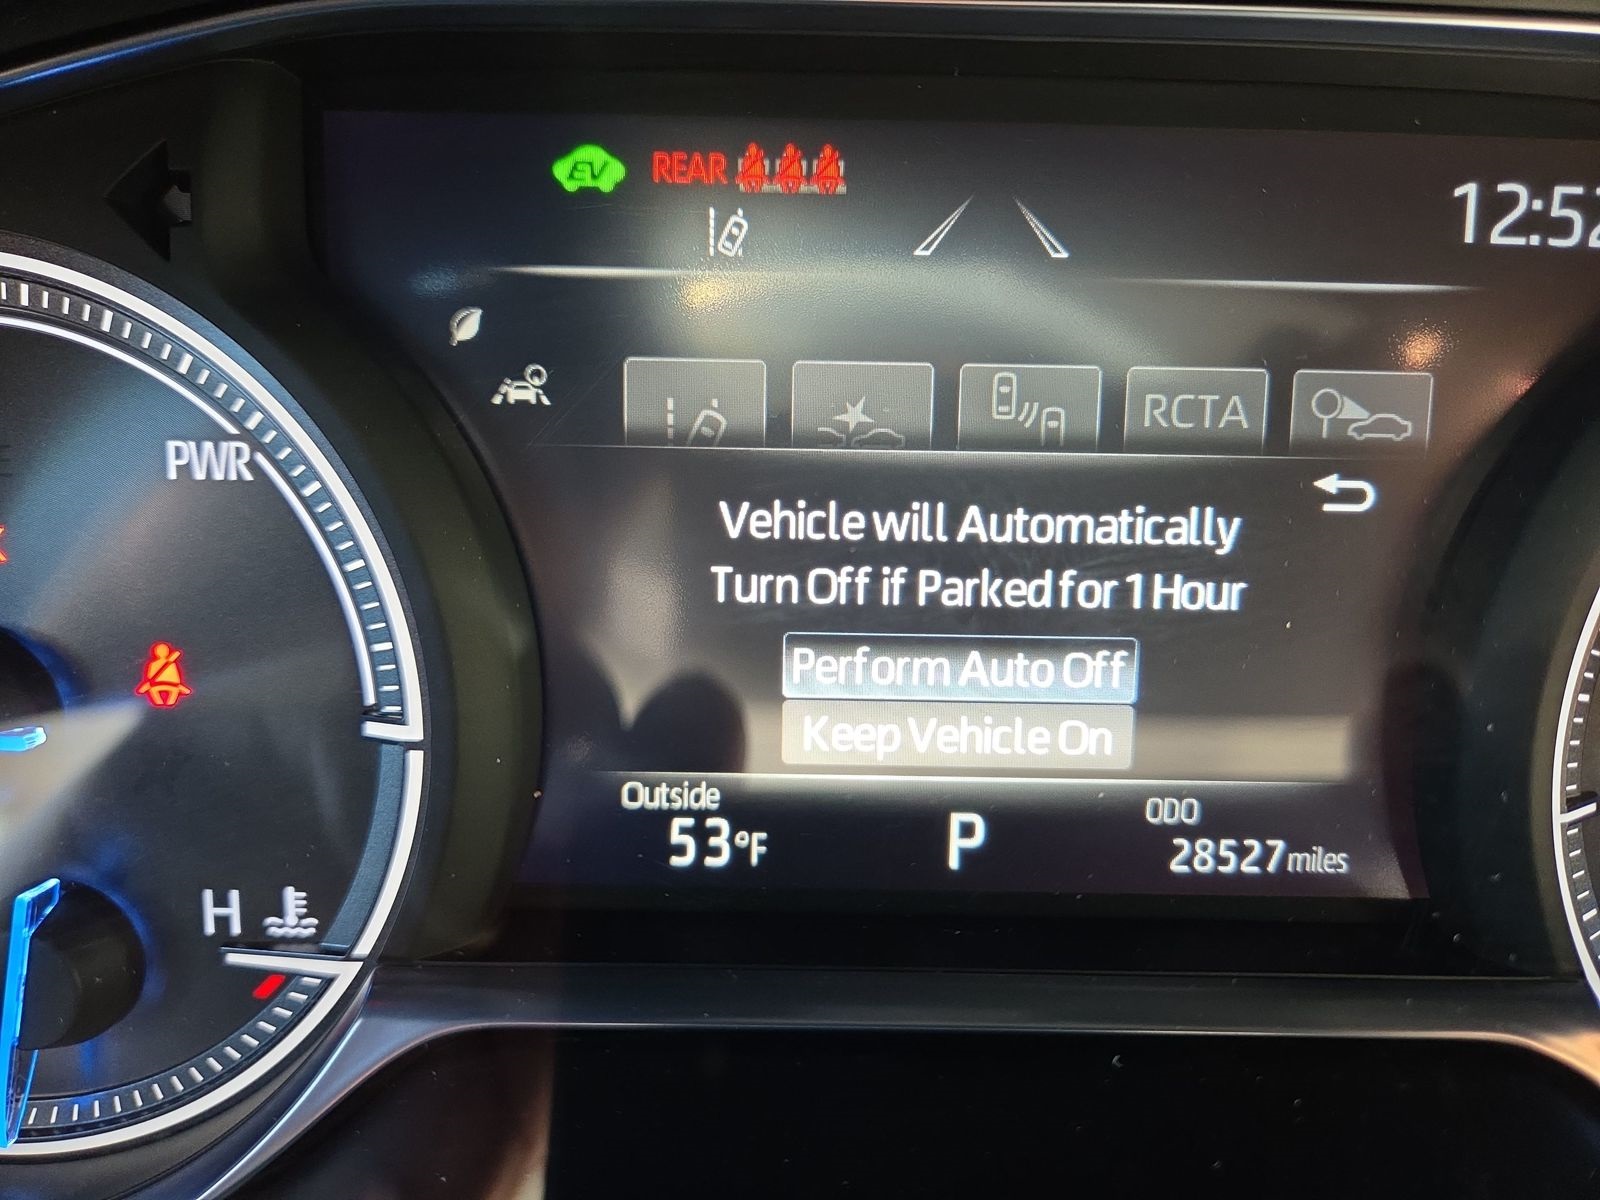 EV REAR
12:52
PWR
RCTA
Vehicle will Automatically
Turn Off if Parked for 1 Hour
Perform Auto Off
Keep Vehicle On
Outside
53°F
P
ODO
28527 miles
H